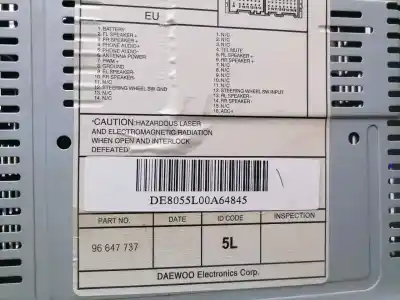 EU
1. BATTERY
2. FL SPEAKER+
3. FR SPEAKER+
4. PHONE AUDIO+
5. PHONE AUDIO-
6. ANTENNA POWER
7. PWM+
8. GROUND
9. FL SPEAKER-
10. FR SPEAKER-
11. N/C
12. STEERING WHEEL SW GND
13. N/C
14. N/C
1. N/C
2. N/C
3. N/C
4. N/C
5. TEL MUTE
6. RL SPEAKER+
7. RR SPEAKER+
8. N/C
9. N/C
10. N/C
11. N/C
12. STEERING WHEEL SW INPUT
13. RL SPEAKER-
14. RR SPEAKER-
15. N/C
CAUTION: HAZARDOUS LASER
AND ELECTROMAGNETIC RADIATION
WHEN OPEN AND INTERLOCK
DEFEATED
DE8055L00A64845
PART NO. DATE ID CODE INSPECTION
96 647 737 5L
DAEWOO Electronics Corp.